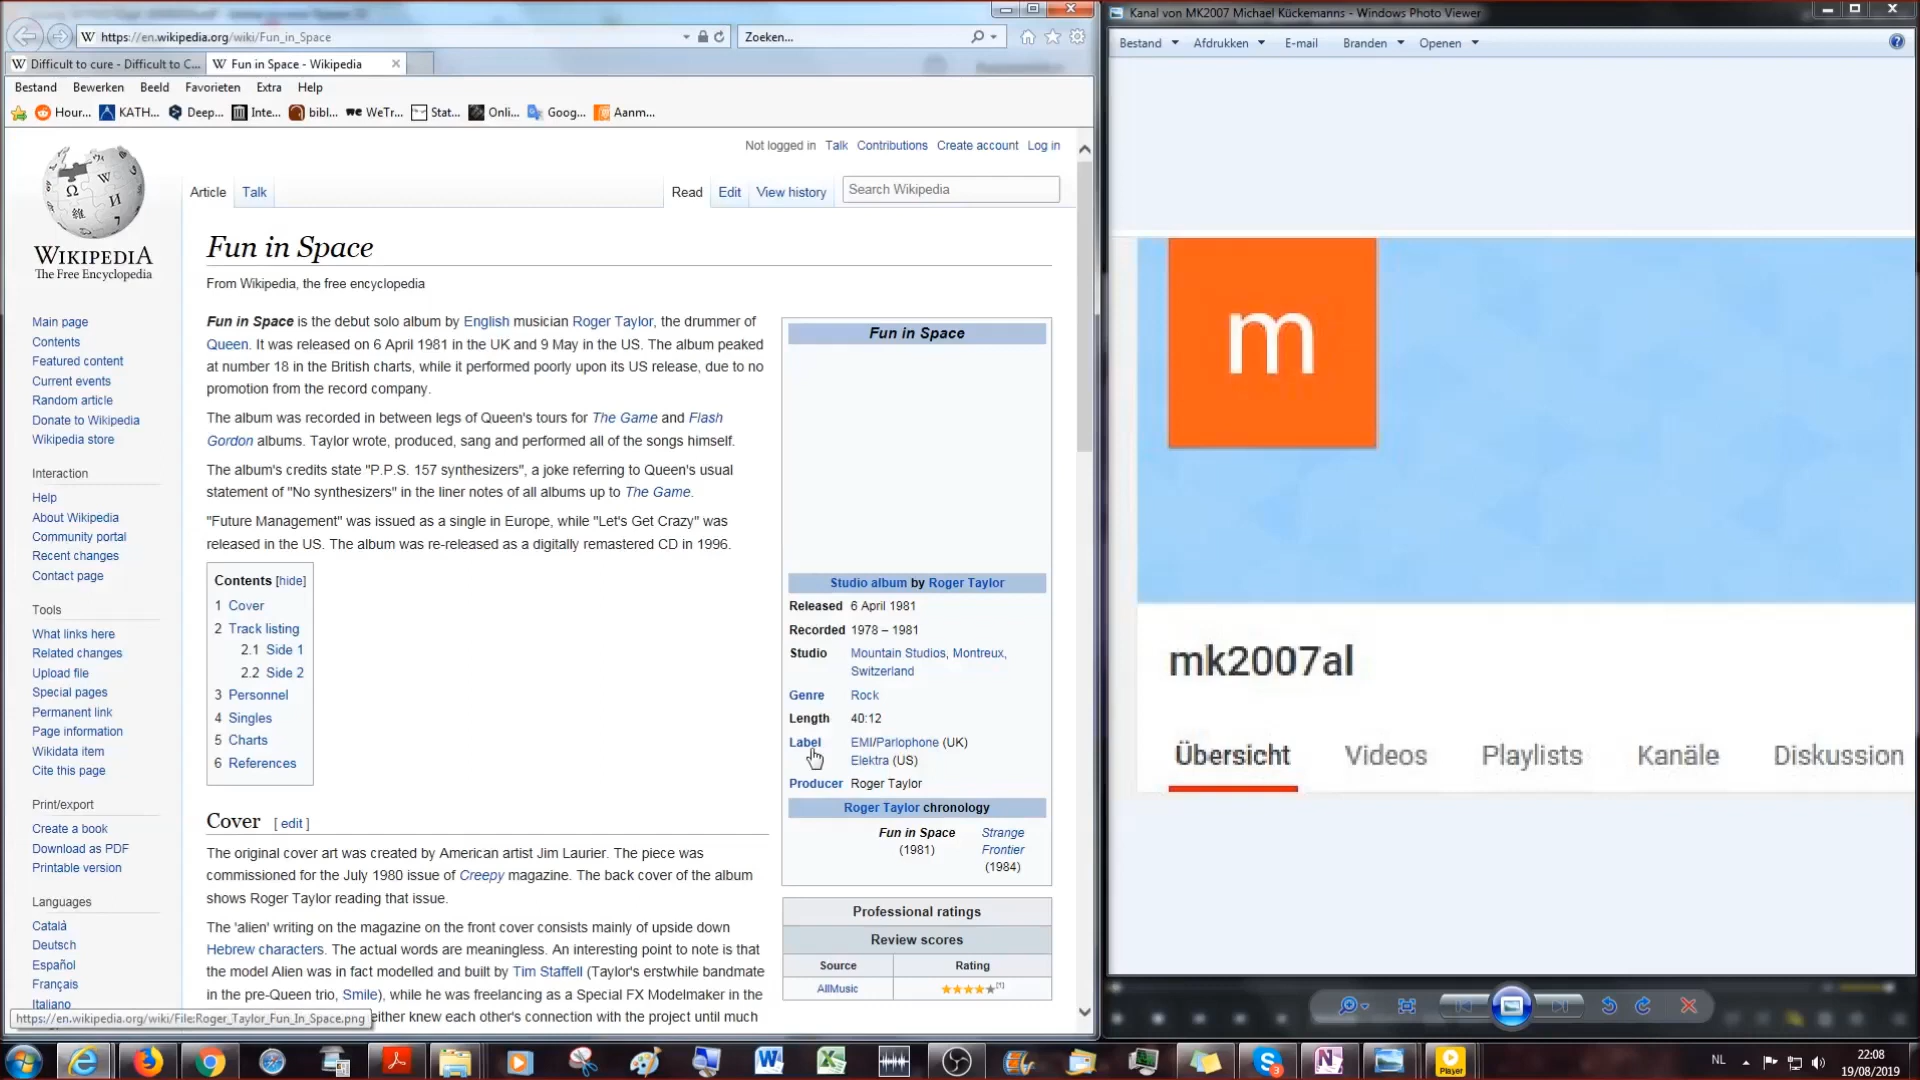 https://en.wikipedia.org/wiki/Fun_in_Space
Zoeken...
Difficult to cure - Difficult to C...
Fun in Space - Wikipedia
Bestand Bewerken Beeld Favorieten Extra Help
Hour... KATH... Deep... Inte... bibl... WeTr... Stat... Onli... Goog... Aanm...
Not logged in Talk Contributions Create account Log in
Article Talk Read Edit View history Search Wikipedia
WIKIPEDIA
The Free Encyclopedia
Main page
Contents
Featured content
Current events
Random article
Donate to Wikipedia
Wikipedia store
Interaction
Help
About Wikipedia
Community portal
Recent changes
Contact page
Tools
What links here
Related changes
Upload file
Special pages
Permanent link
Page information
Wikidata item
Cite this page
Print/export
Create a book
Download as PDF
Printable version
Languages
Català
Deutsch
Español
Français
Italiano
https://en.wikipedia.org/wiki/File:Roger_Taylor_Fun_In_Space.png
Fun in Space
From Wikipedia, the free encyclopedia
Fun in Space is the debut solo album by English musician Roger Taylor, the drummer of
Queen. It was released on 6 April 1981 in the UK and 9 May in the US. The album peaked
at number 18 in the British charts, while it performed poorly upon its US release, due to no
promotion from the record company.
The album was recorded in between legs of Queen's tours for The Game and Flash
Gordon albums. Taylor wrote, produced, sang and performed all of the songs himself.
The album's credits state "P.P.S. 157 synthesizers", a joke referring to Queen's usual
statement of "No synthesizers" in the liner notes of all albums up to The Game.
"Future Management" was issued as a single in Europe, while "Let's Get Crazy" was
released in the US. The album was re-released as a digitally remastered CD in 1996.
Contents [hide]
1 Cover
2 Track listing
2.1 Side 1
2.2 Side 2
3 Personnel
4 Singles
5 Charts
6 References
Cover [ edit ]
The original cover art was created by American artist Jim Laurier. The piece was
commissioned for the July 1980 issue of Creepy magazine. The back cover of the album
shows Roger Taylor reading that issue.
The 'alien' writing on the magazine on the front cover consists mainly of upside down
Hebrew characters. The actual words are meaningless. An interesting point to note is that
the model Alien was in fact modelled and built by Tim Staffell (Taylor's erstwhile bandmate
in the pre-Queen trio, Smile), while he was freelancing as a Special FX Modelmaker in the
either knew each other's connection with the project until much
Fun in Space
Studio album by Roger Taylor
Released 6 April 1981
Recorded 1978 – 1981
Studio Mountain Studios, Montreux,
Switzerland
Genre Rock
Length 40:12
Label EMI/Parlophone (UK)
Elektra (US)
Producer Roger Taylor
Roger Taylor chronology
Fun in Space
(1981)
Strange
Frontier
(1984)
Professional ratings
Review scores
Source Rating
AllMusic ★★★★★[1]
Kanal von MK2007 Michael Kückemanns - Windows Photo Viewer
Bestand Afdrukken E-mail Branden Openen
m
mk2007al
Übersicht Videos Playlists Kanäle Diskussion
3
Player
NL
22:08
19/08/2019